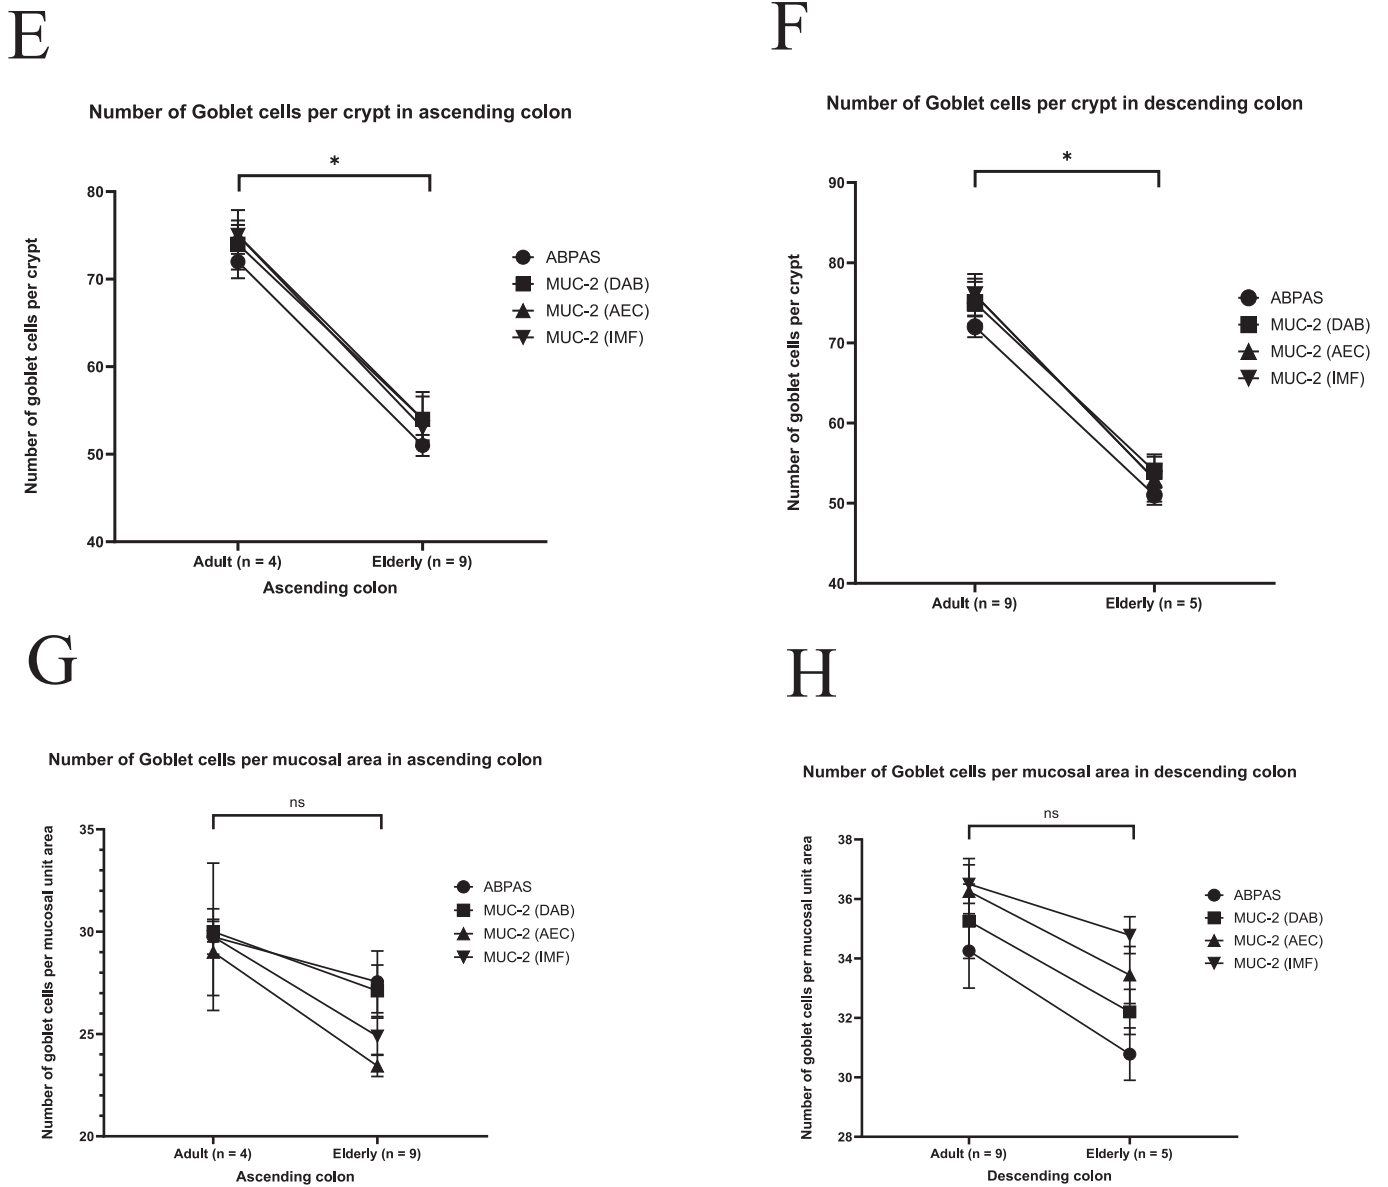 E
Number of Goblet cells per crypt in ascending colon
*
Number of goblet cells per crypt
80
70
60
50
40
Adult (n = 4)
Elderly (n = 9)
Ascending colon
ABPAS
MUC-2 (DAB)
MUC-2 (AEC)
MUC-2 (IMF)
F
Number of Goblet cells per crypt in descending colon
*
Number of goblet cells per crypt
90
80
70
60
50
40
Adult (n = 9)
Elderly (n = 5)
ABPAS
MUC-2 (DAB)
MUC-2 (AEC)
MUC-2 (IMF)
G
Number of Goblet cells per mucosal area in ascending colon
ns
Number of goblet cells per mucosal unit area
35
30
25
20
Adult (n = 4)
Elderly (n = 9)
Ascending colon
ABPAS
MUC-2 (DAB)
MUC-2 (AEC)
MUC-2 (IMF)
H
Number of Goblet cells per mucosal area in descending colon
ns
Number of goblet cells per mucosal unit area
38
36
34
32
30
28
Adult (n = 9)
Elderly (n = 5)
Descending colon
ABPAS
MUC-2 (DAB)
MUC-2 (AEC)
MUC-2 (IMF)